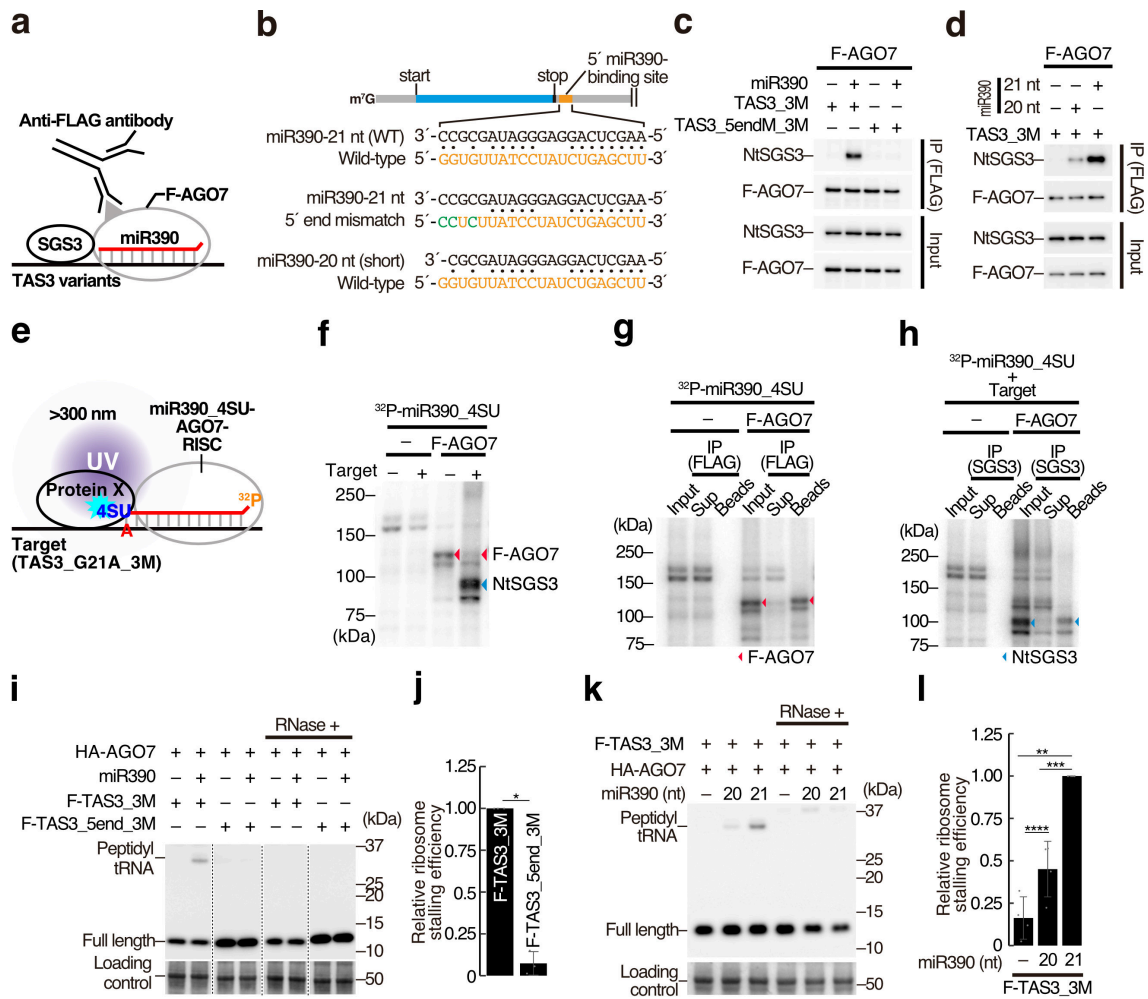 a
Anti-FLAG antibody
F-AGO7
SGS3
miR390
TAS3 variants
b
start
stop
5´ miR390-
binding site
m⁷G
miR390-21 nt (WT) 3´-CCGCGAUAGGGAGGACUCGAA-5´
Wild-type 5´-GGUGUUAUCCUAUCUGAGCUU-3´
miR390-21 nt 3´-CCGCGAUAGGGAGGACUCGAA-5´
5´ end mismatch 5´-CCUCUUAUCCUAUCUGAGCUU-3´
miR390-20 nt (short) 3´-CGCGAUAGGGAGGACUCGAA-5´
Wild-type 5´-GGUGUUAUCCUAUCUGAGCUU-3´
c
F-AGO7
miR390 – + – +
TAS3_3M + + – –
TAS3_5endM_3M – – + +
NtSGS3
F-AGO7
IP (FLAG)
NtSGS3
F-AGO7
Input
d
F-AGO7
miR390
21 nt – – +
20 nt – + –
TAS3_3M + + +
NtSGS3
F-AGO7
IP (FLAG)
NtSGS3
F-AGO7
Input
e
>300 nm
miR390_4SU-
AGO7-
RISC
UV
Protein X
4SU
³²P
A
Target
(TAS3_G21A_3M)
f
³²P-miR390_4SU
– F-AGO7
Target – + – +
250
150
100
75
(kDa)
F-AGO7
NtSGS3
g
³²P-miR390_4SU
– F-AGO7
IP
(FLAG)
IP
(FLAG)
Input Sup Beads Input Sup Beads
(kDa)
250
150
100
75
F-AGO7
h
³²P-miR390_4SU
+
Target
– F-AGO7
IP
(SGS3)
IP
(SGS3)
Input Sup Beads Input Sup Beads
(kDa)
250
150
100
75
NtSGS3
i
RNase +
HA-AGO7 + + + + + + + +
miR390 – + – + – + – +
F-TAS3_3M + + – – + + – –
F-TAS3_5end_3M – – + + – – + +
(kDa)
Peptidyl
tRNA
Full length
Loading
control
37
25
20
15
10
50
j
Relative ribosome
stalling efficiency
1.25
1.00
0.75
0.5
0.25
0
*
F-TAS3_3M
F-TAS3_5end_3M
k
RNase +
F-TAS3_3M + + + + + +
HA-AGO7 + + + + + +
miR390 (nt) – 20 21 – 20 21
(kDa)
Peptidyl
tRNA
Full length
Loading
control
37
25
20
15
10
50
l
Relative ribosome
stalling efficiency
1.25
1.00
0.75
0.5
0.25
0
**
***
****
miR390 (nt) – 20 21
F-TAS3_3M